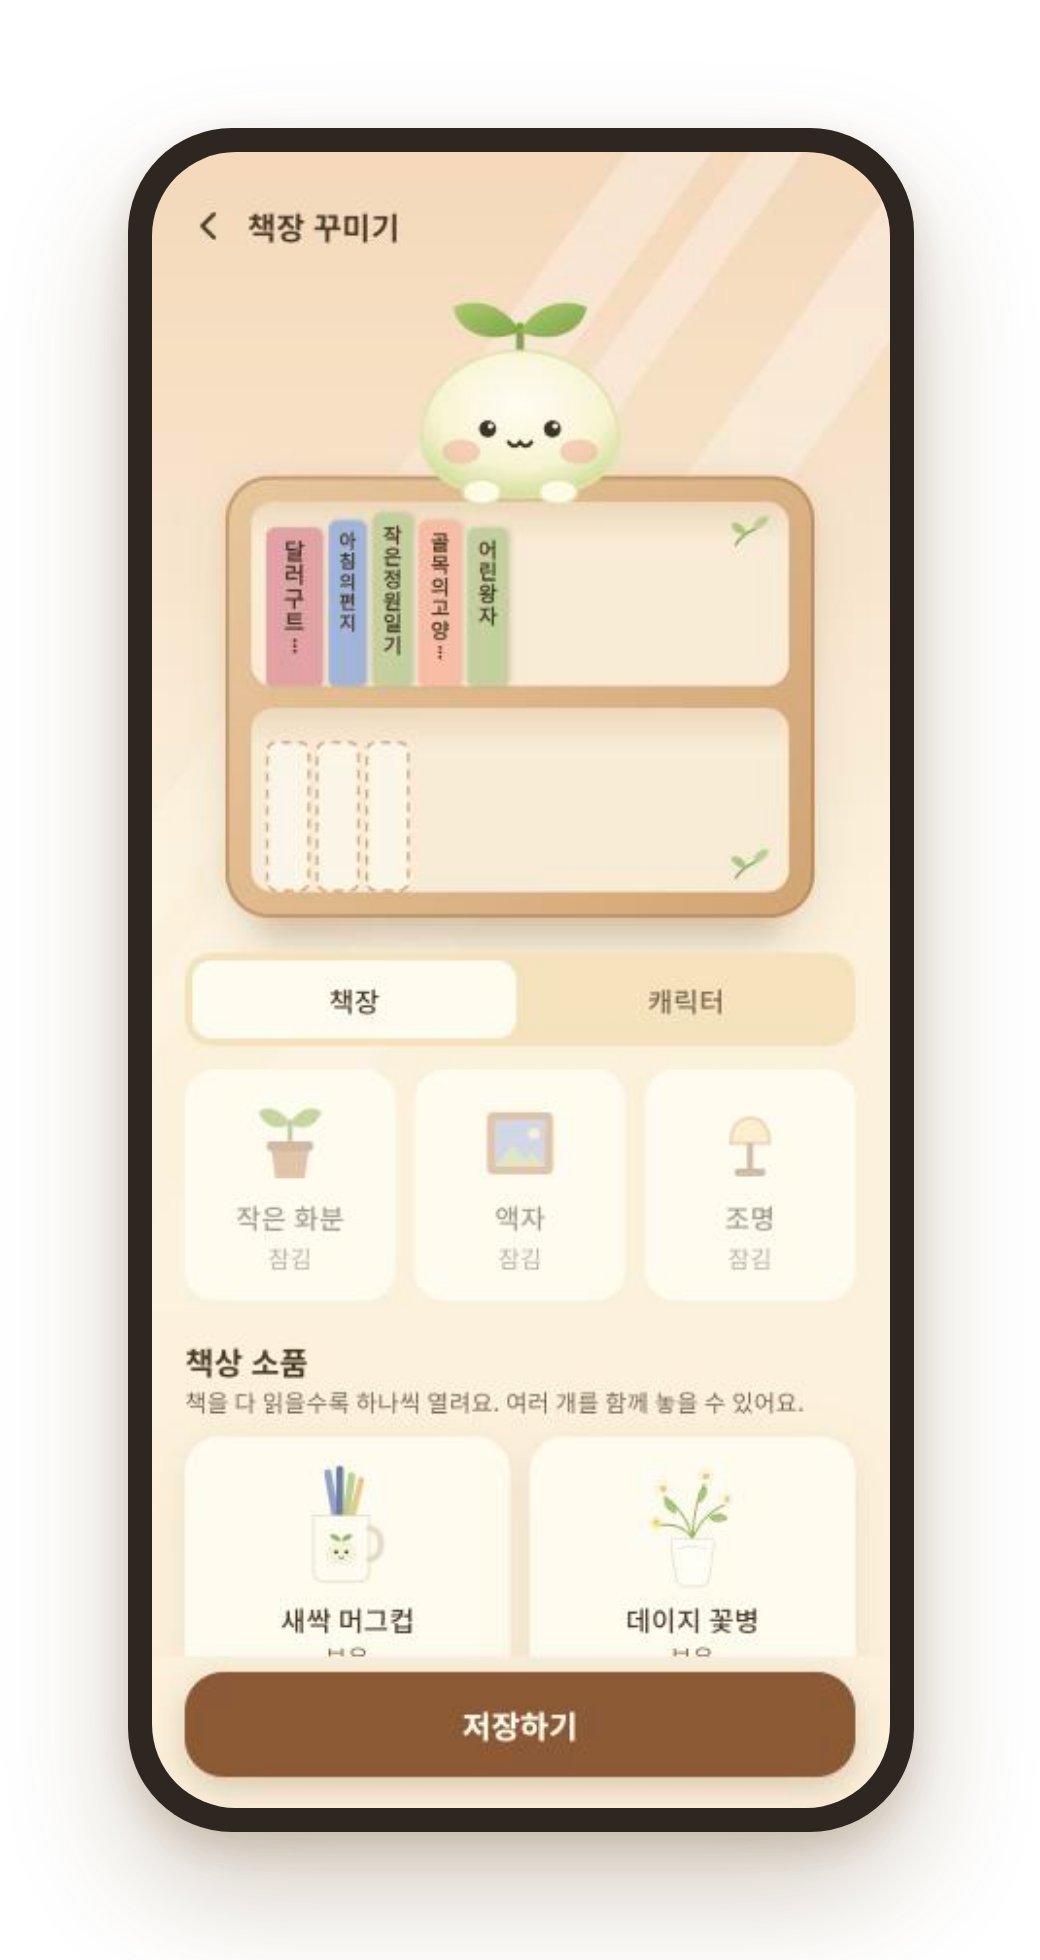 책장 꾸미기
달러구트…
아침의편지
작은정원일기
골목의고양…
어린왕자
책장
캐릭터
작은 화분
잠김
액자
잠김
조명
잠김
책상 소품
책을 다 읽을수록 하나씩 열려요. 여러 개를 함께 놓을 수 있어요.
새싹 머그컵
데이지 꽃병
저장하기